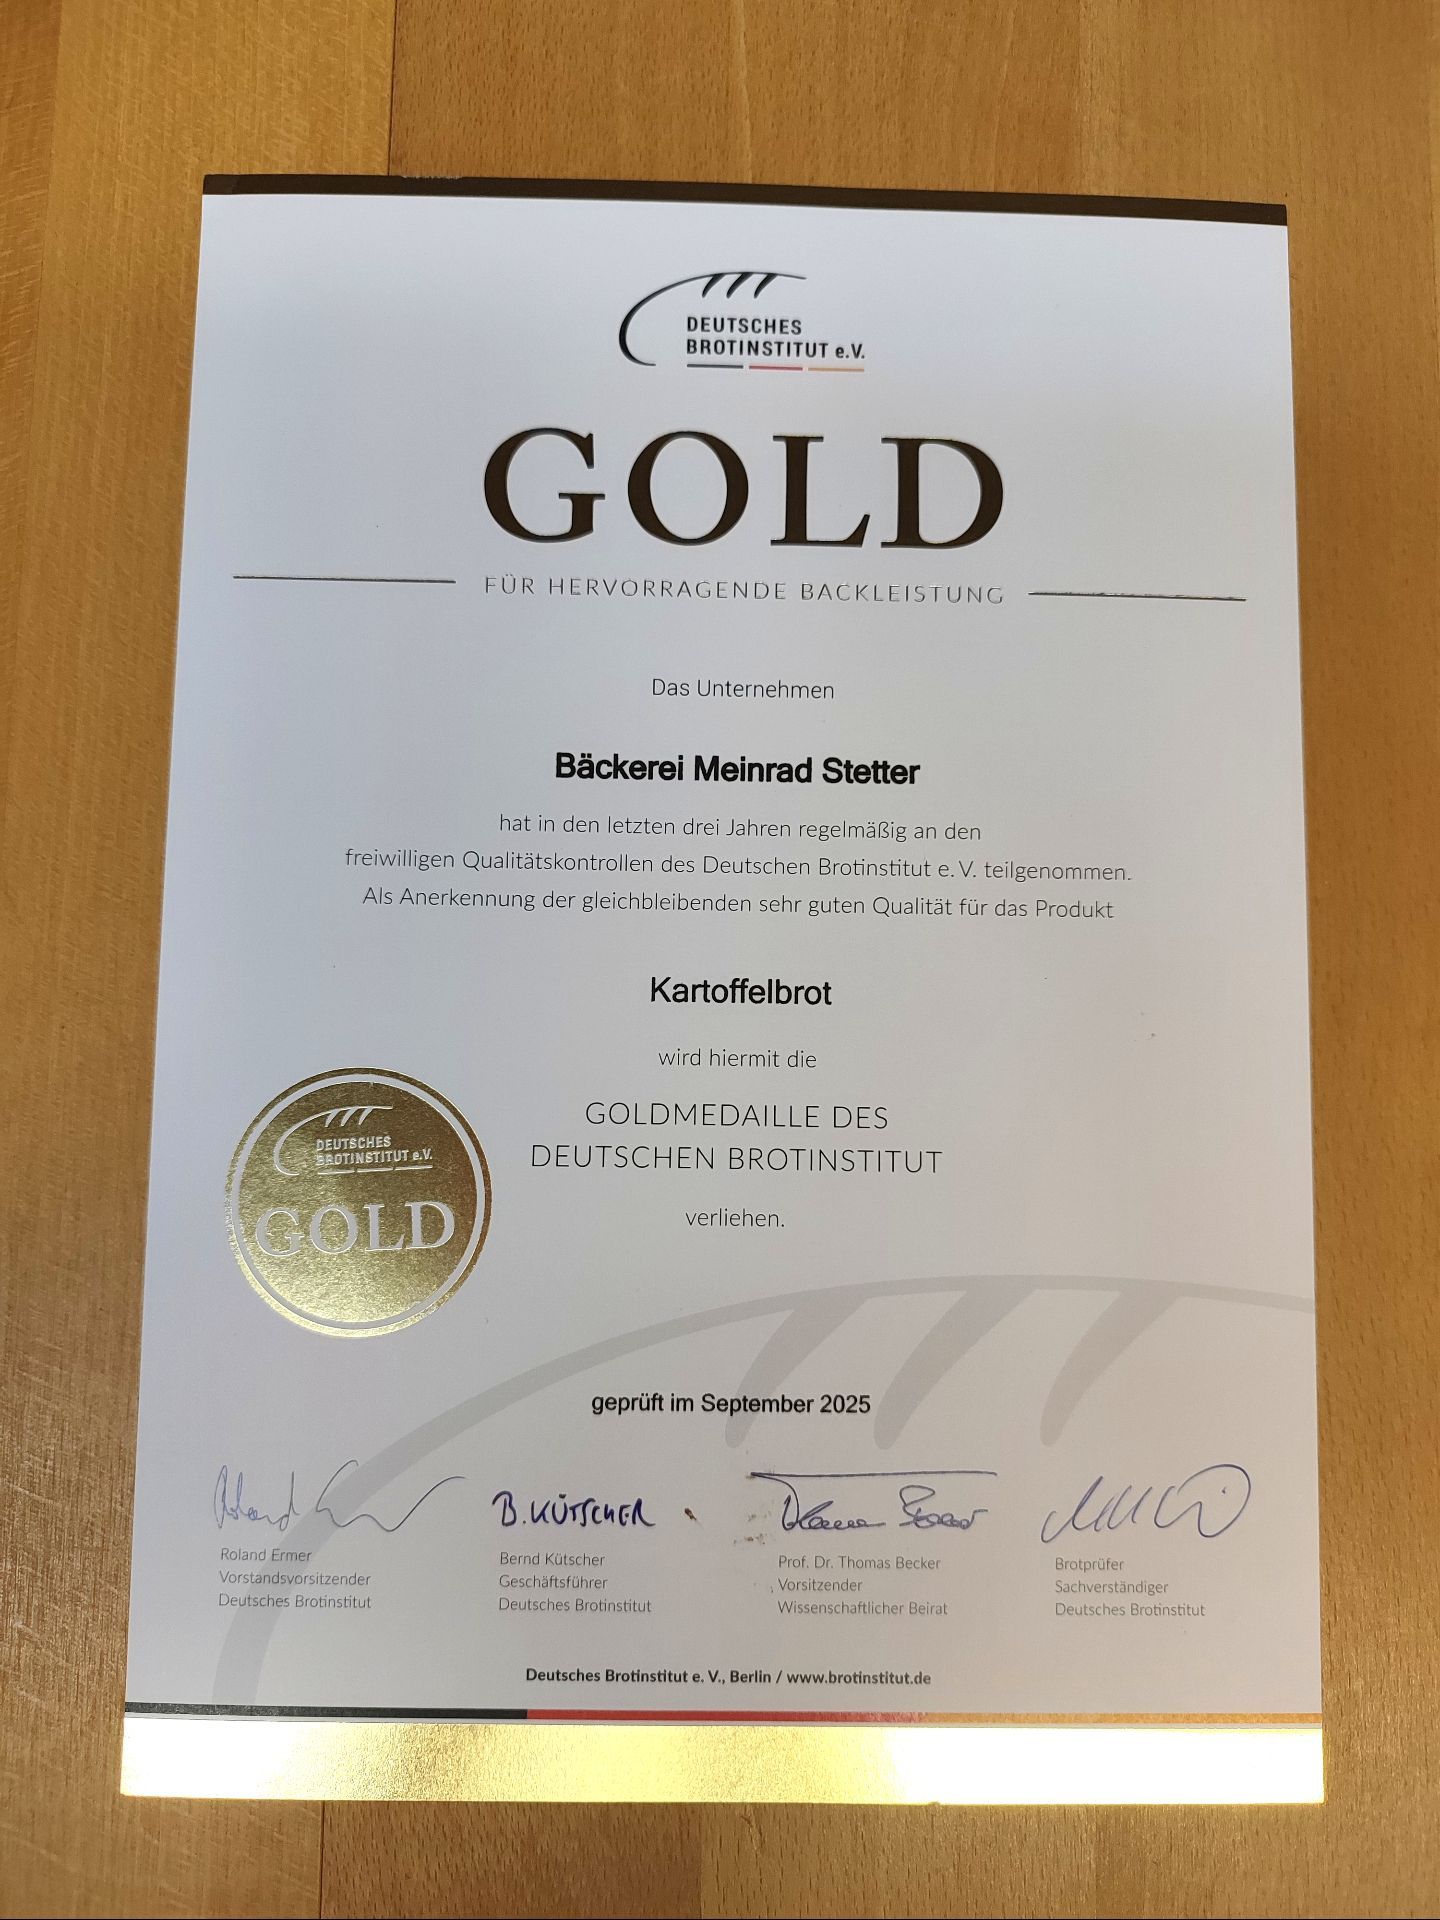 DEUTSCHES
BROTINSTITUT e.V.
GOLD
FÜR HERVORRAGENDE BACKLEISTUNG
Das Unternehmen
Bäckerei Meinrad Stetter
hat in den letzten drei Jahren regelmäßig an den
freiwilligen Qualitätskontrollen des Deutschen Brotinstitut e. V. teilgenommen.
Als Anerkennung der gleichbleibenden sehr guten Qualität für das Produkt
Kartoffelbrot
wird hiermit die
GOLDMEDAILLE DES
DEUTSCHEN BROTINSTITUT
verliehen.
DEUTSCHES
BROTINSTITUT e.V.
GOLD
geprüft im September 2025
B. KÜTSCHER
Roland Ermer
Vorstandsvorsitzender
Deutsches Brotinstitut
Bernd Kütscher
Geschäftsführer
Deutsches Brotinstitut
Prof. Dr. Thomas Becker
Vorsitzender
Wissenschaftlicher Beirat
Brotprüfer
Sachverständiger
Deutsches Brotinstitut
Deutsches Brotinstitut e. V., Berlin / www.brotinstitut.de